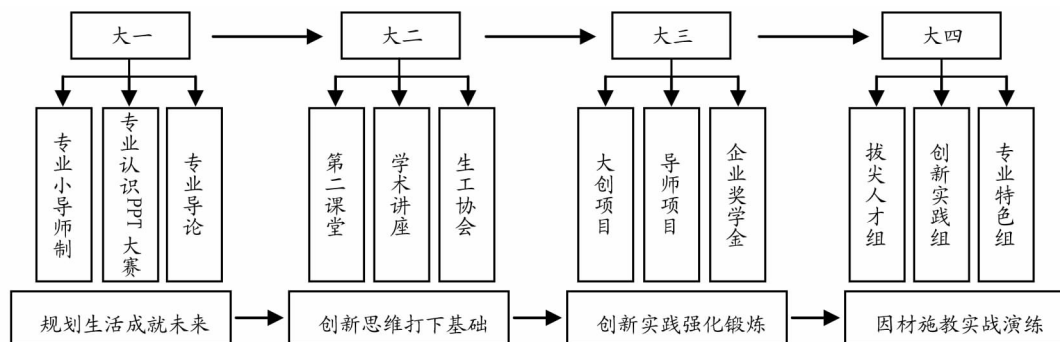 大一
大二
大三
大四
专业小导师制
专业认识PPT大赛
专业导论
第二课堂
学术讲座
生工协会
大创项目
导师项目
企业奖学金
拔尖人才组
创新实践组
专业特色组
规划生活成就未来
创新思维打下基础
创新实践强化锻炼
因材施教实战演练